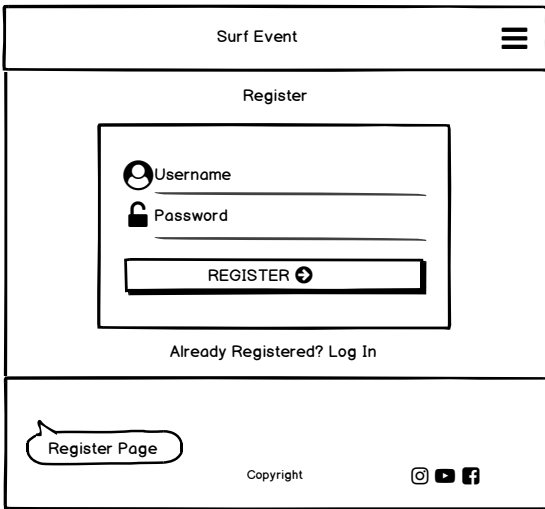 Surf Event
Register
Username
Password
REGISTER
Already Registered? Log In
Register Page
Copyright